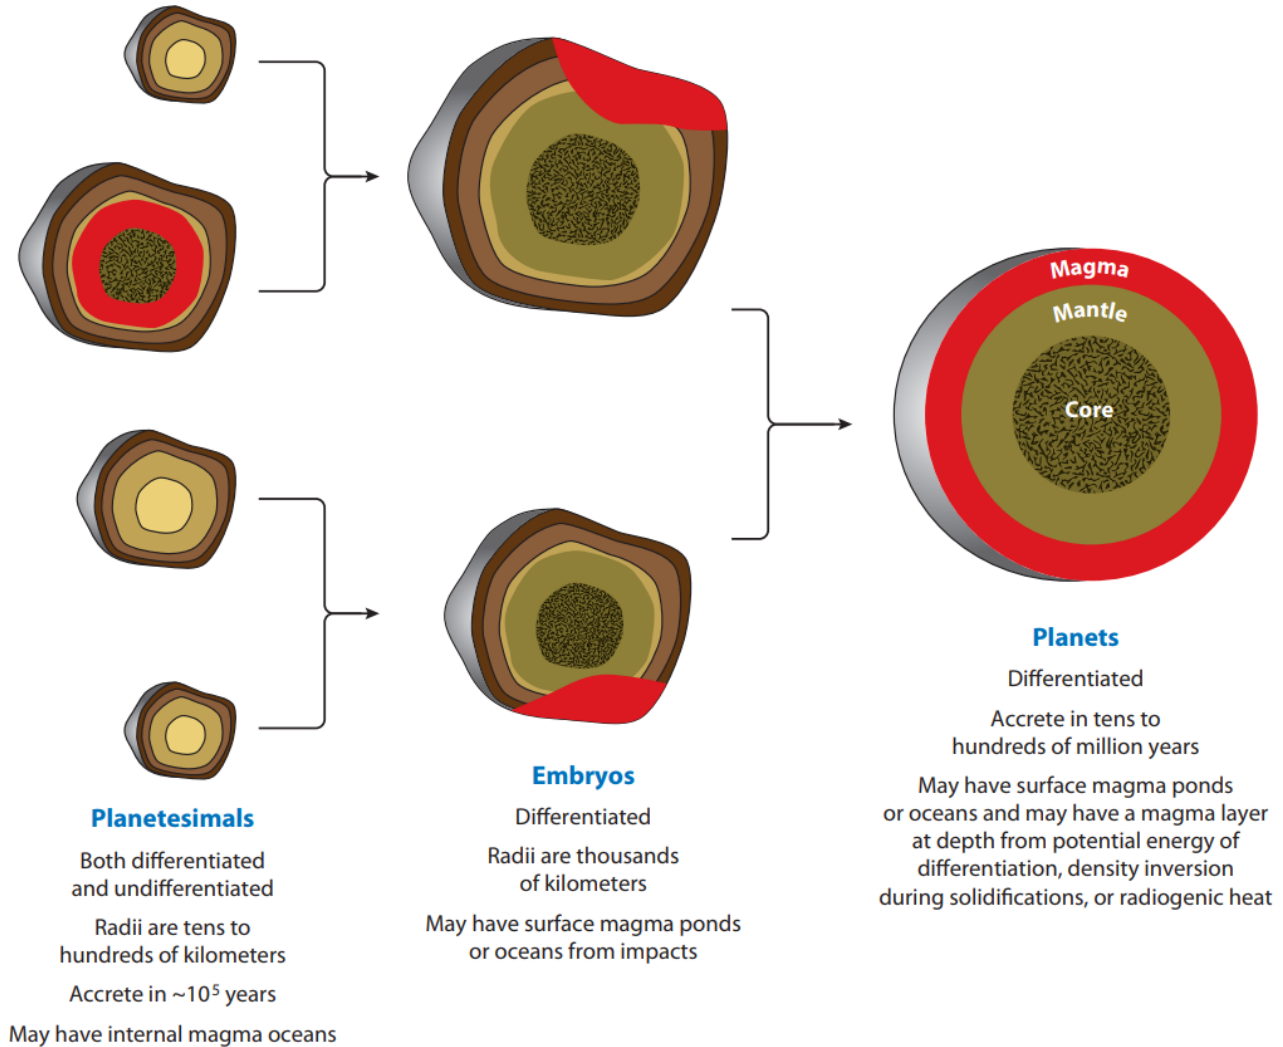 Magma
Mantle
Core
Planetesimals
Both differentiated
and undifferentiated
Radii are tens to
hundreds of kilometers
Accrete in ~10⁵ years
May have internal magma oceans
Embryos
Differentiated
Radii are thousands
of kilometers
May have surface magma ponds
or oceans from impacts
Planets
Differentiated
Accrete in tens to
hundreds of million years
May have surface magma ponds
or oceans and may have a magma layer
at depth from potential energy of
differentiation, density inversion
during solidifications, or radiogenic heat